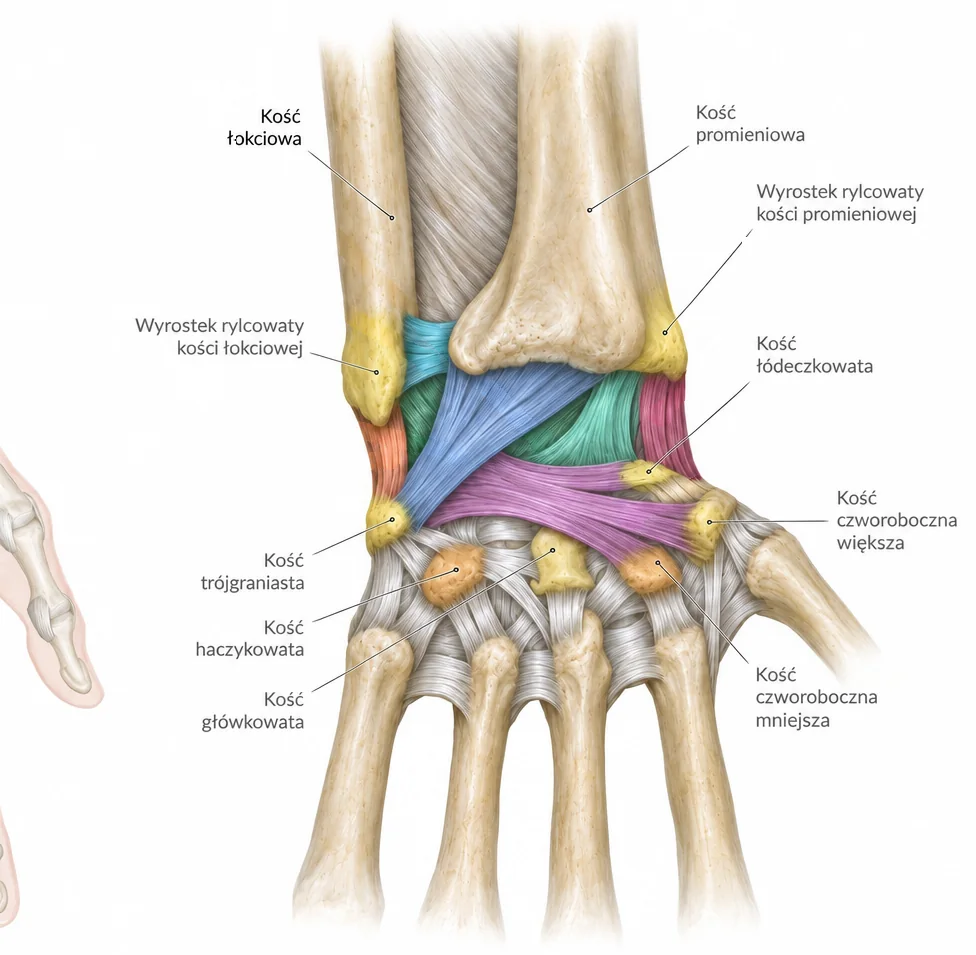 Kość
łokciowa
Kość
promieniowa
Wyrostek rylcowaty
kości promieniowej
Wyrostek rylcowaty
kości łokciowej
Kość
łódeczkowata
Kość
czworoboczna
większa
Kość
trójgraniasta
Kość
haczykowata
Kość
główkowata
Kość
czworoboczna
mniejsza